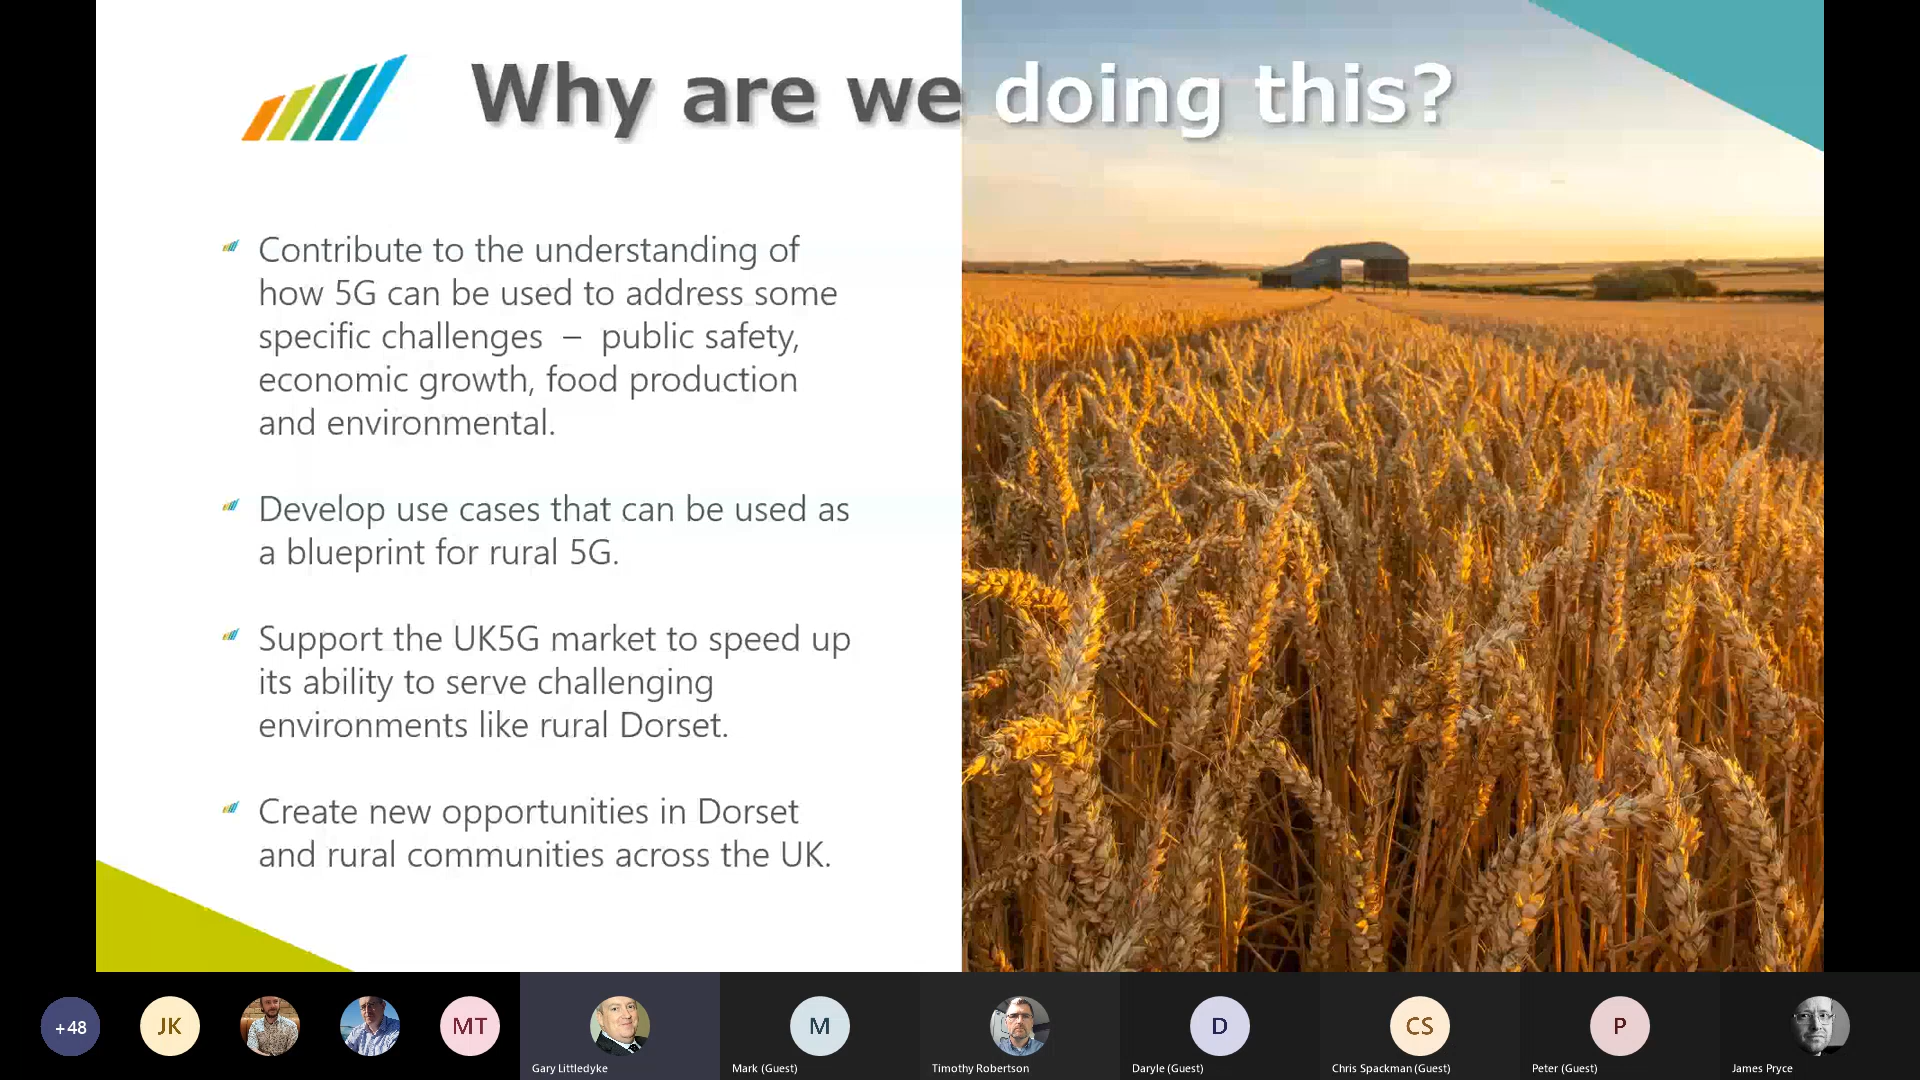 Why are we doing this?
Contribute to the understanding of
how 5G can be used to address some
specific challenges – public safety,
economic growth, food production
and environmental.
Develop use cases that can be used as
a blueprint for rural 5G.
Support the UK5G market to speed up
its ability to serve challenging
environments like rural Dorset.
Create new opportunities in Dorset
and rural communities across the UK.
+48
JK
MT
M
D
CS
P
Gary Littledyke
Mark (Guest)
Timothy Robertson
Daryle (Guest)
Chris Spackman (Guest)
Peter (Guest)
James Pryce